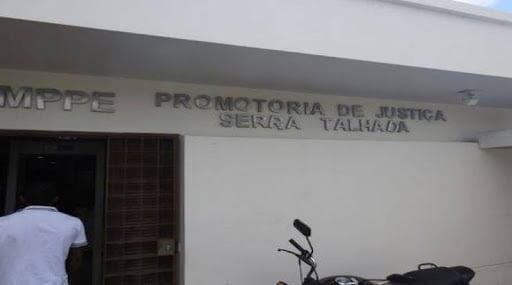 MPPE PROMOTORIA DE JUSTIÇA
SERRA TALHADA